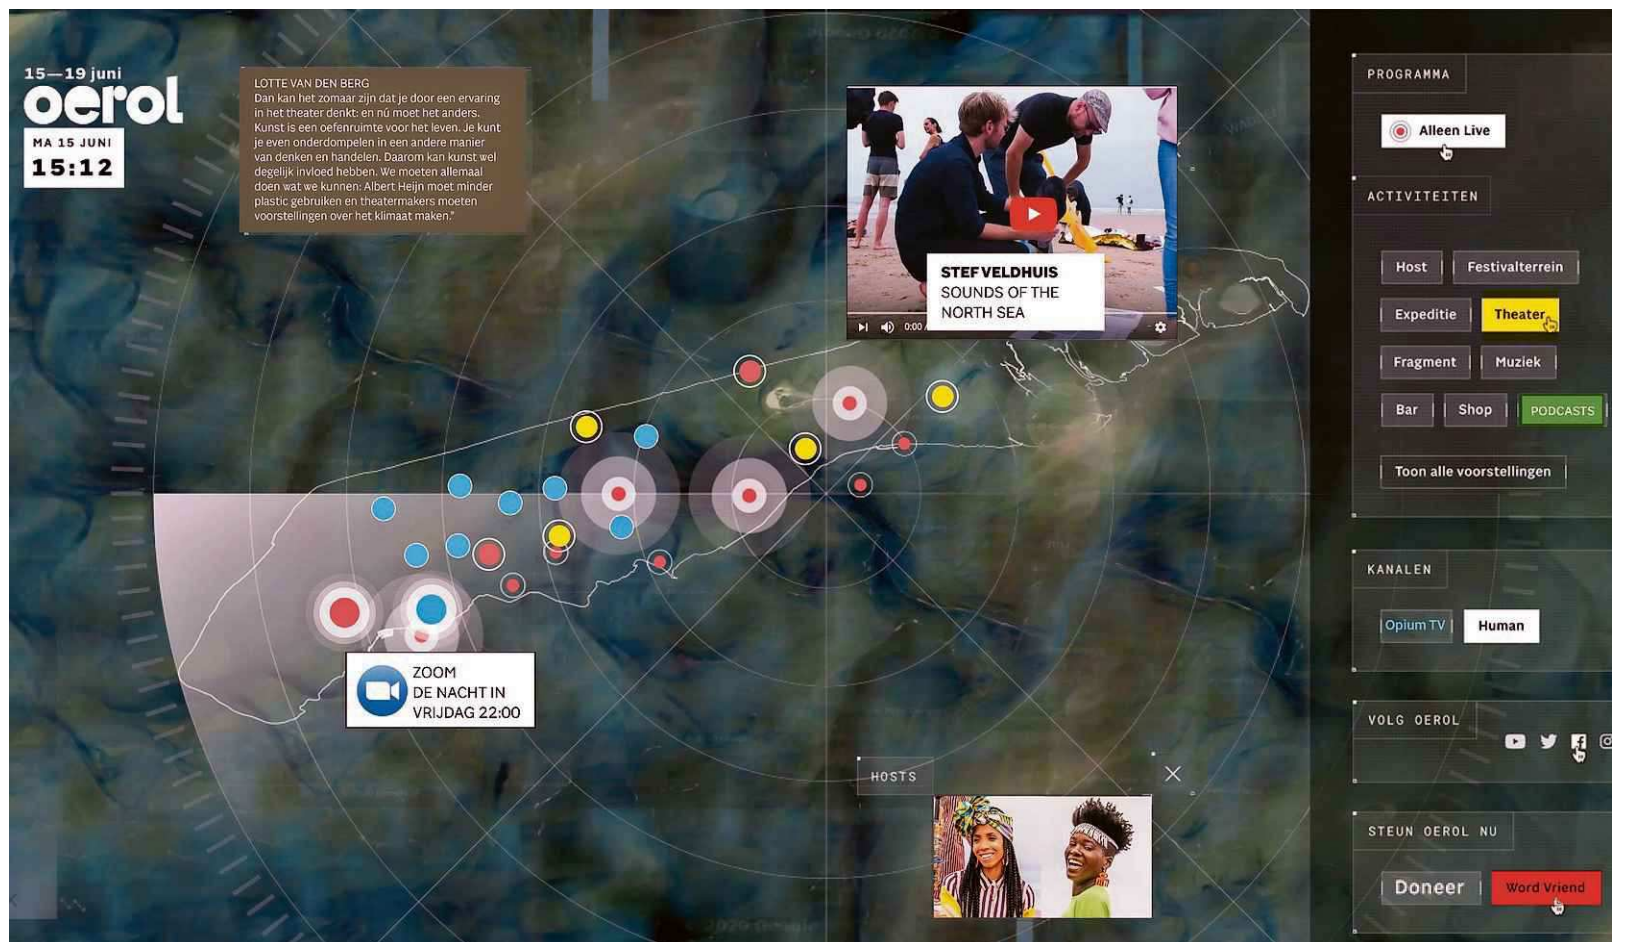 15—19 juni
oerol
MA 15 JUNI
15:12
LOTTE VAN DEN BERG
Dan kan het zomaar zijn dat je door een ervaring
in het theater denkt: en nú moet het anders.
Kunst is een oefenruimte voor het leven. Je kunt
je even onderdompelen in een andere manier
van denken en handelen. Daarom kan kunst wel
degelijk invloed hebben. We moeten allemaal
doen wat we kunnen: Albert Heijn moet minder
plastic gebruiken en theatermakers moeten
voorstellingen over het klimaat maken.”
STEF VELDHUIS
SOUNDS OF THE
NORTH SEA
0:00 /
ZOOM
DE NACHT IN
VRIJDAG 22:00
HOSTS
PROGRAMMA
Alleen Live
ACTIVITEITEN
Host Festivalterrein
Expeditie Theater
Fragment Muziek
Bar Shop PODCASTS
Toon alle voorstellingen
KANALEN
Opium TV Human
VOLG OEROL
STEUN OEROL NU
Doneer Word Vriend